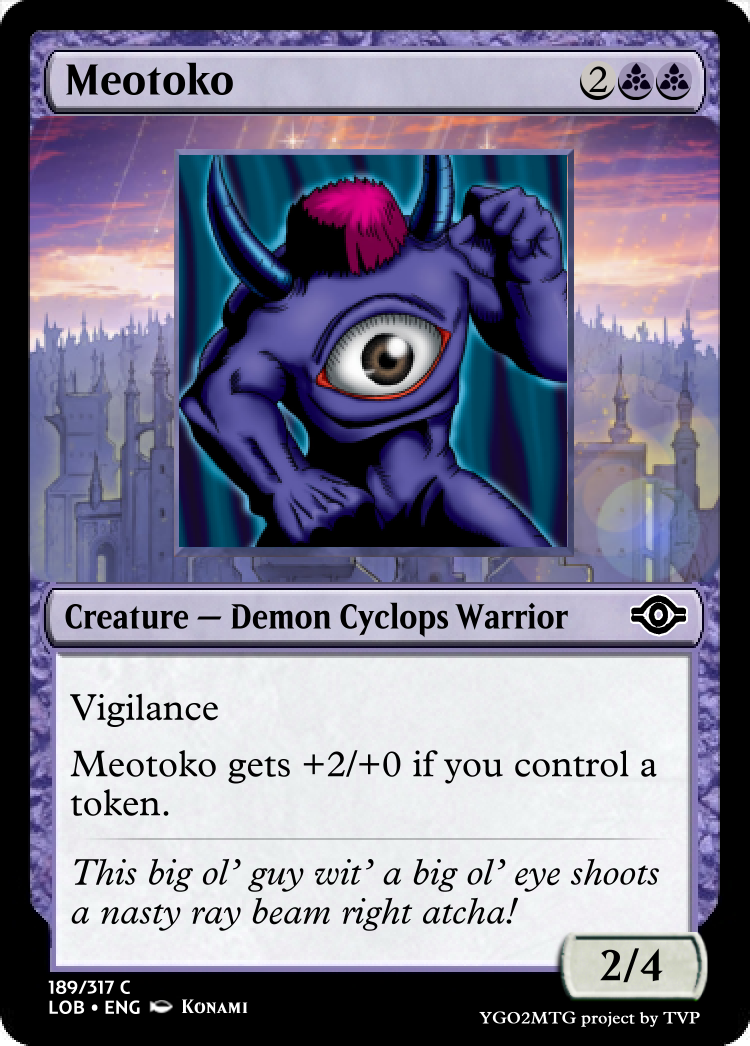 Meotoko 2
Creature — Demon Cyclops Warrior
Vigilance
Meotoko gets +2/+0 if you control a
token.
This big ol’ guy wit’ a big ol’ eye shoots
a nasty ray beam right atcha!
2/4
189/317 C
LOB • ENG KONAMI
YGO2MTG project by TVP